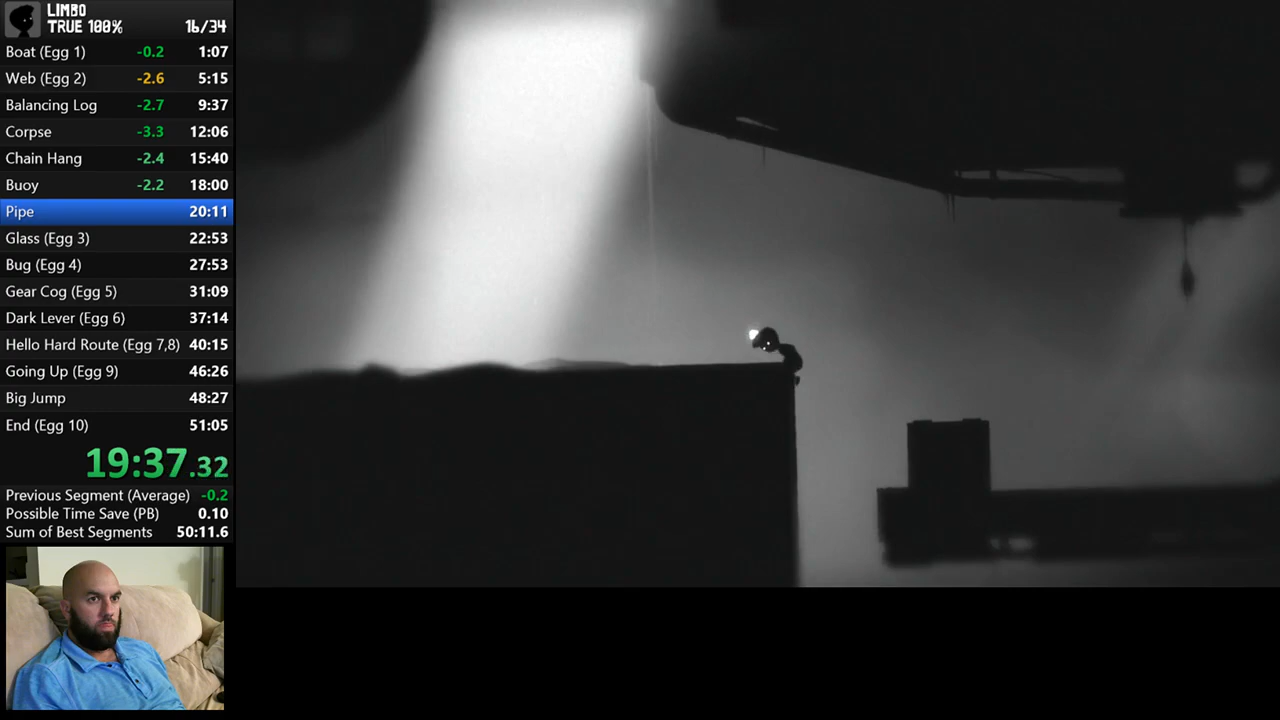 LIMBO
TRUE 100% 16/34
Boat (Egg 1) -0.2 1:07
Web (Egg 2) -2.6 5:15
Balancing Log -2.7 9:37
Corpse -3.3 12:06
Chain Hang -2.4 15:40
Buoy -2.2 18:00
Pipe 20:11
Glass (Egg 3) 22:53
Bug (Egg 4) 27:53
Gear Cog (Egg 5) 31:09
Dark Lever (Egg 6) 37:14
Hello Hard Route (Egg 7,8) 40:15
Going Up (Egg 9) 46:26
Big Jump 48:27
End (Egg 10) 51:05
19:37.32
Previous Segment (Average) -0.2
Possible Time Save (PB) 0.10
Sum of Best Segments 50:11.6